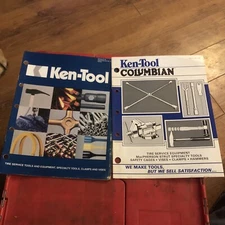 Ken-Tool
TIRE SERVICE TOOLS AND EQUIPMENT, SPECIALTY TOOLS, CLAMPS AND VISES
Ken-Tool
COLUMBIAN
TIRE SERVICE EQUIPMENT
MacPHERSON STRUT SPECIALTY TOOLS
SAFETY CAGES • VISES • CLAMPS • HAMMERS
WE MAKE TOOLS,
BUT WE SELL SATISFACTION